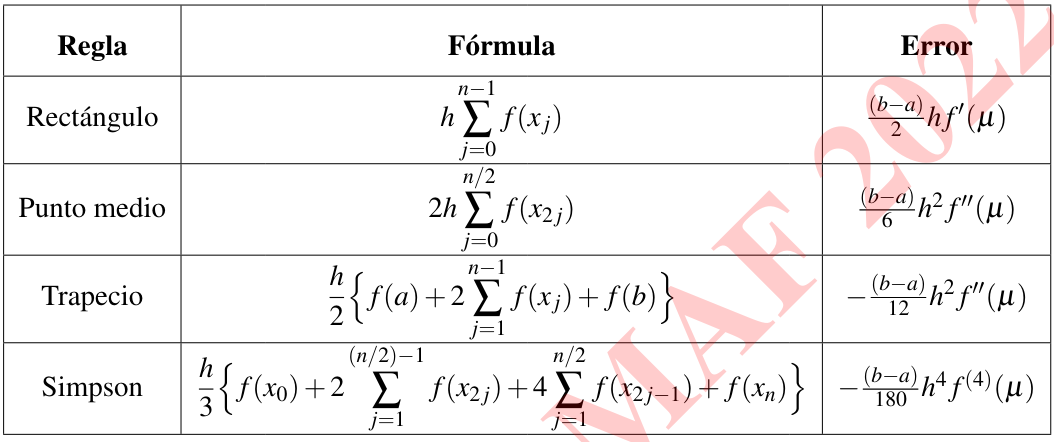 Regla Fórmula Error
Rectángulo $h\sum_{j=0}^{n-1} f(x_j)$ $\frac{(b-a)}{2}hf'(\mu)$
Punto medio $2h\sum_{j=0}^{n/2} f(x_{2j})$ $\frac{(b-a)}{6}h^2f''(\mu)$
Trapecio $\frac{h}{2}\left\{f(a)+2\sum_{j=1}^{n-1} f(x_j)+f(b)\right\}$ $-\frac{(b-a)}{12}h^2f''(\mu)$
Simpson $\frac{h}{3}\left\{f(x_0)+2\sum_{j=1}^{(n/2)-1} f(x_{2j})+4\sum_{j=1}^{n/2} f(x_{2j-1})+f(x_n)\right\}$ $-\frac{(b-a)}{180}h^4f^{(4)}(\mu)$
MAF 2022